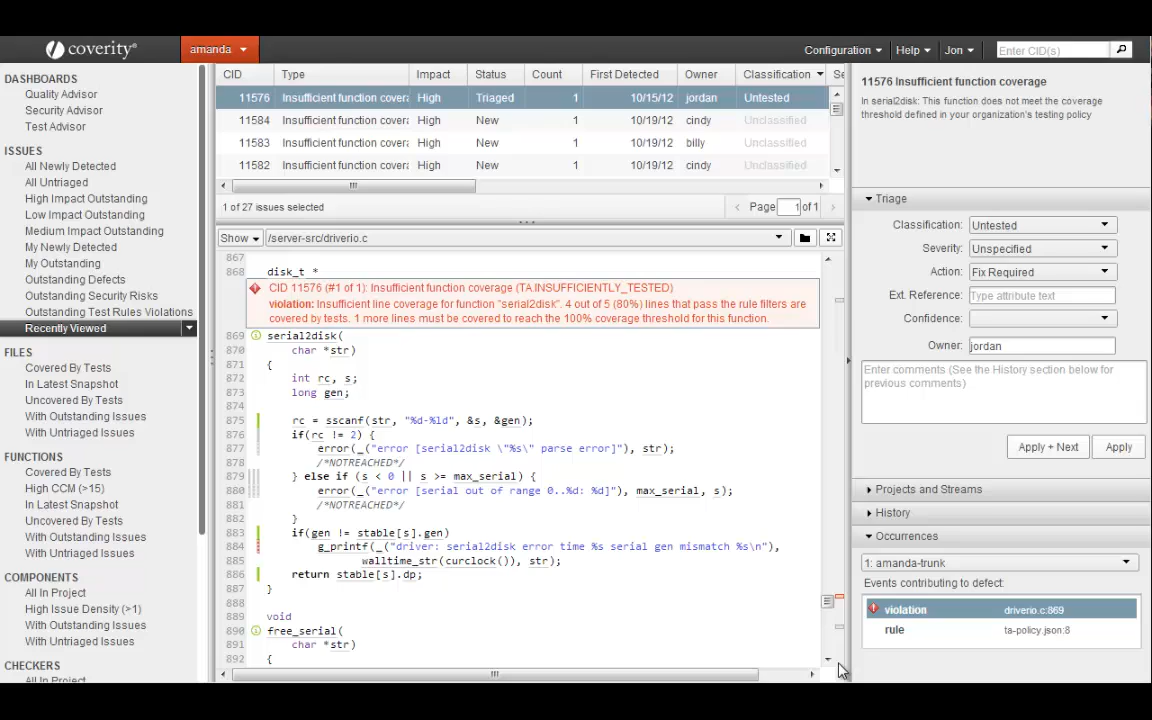 coverity
amanda
Configuration
Help
Jon
Enter CID(s)
DASHBOARDS
Quality Advisor
Security Advisor
Test Advisor
ISSUES
All Newly Detected
All Untriaged
High Impact Outstanding
Low Impact Outstanding
Medium Impact Outstanding
My Newly Detected
My Outstanding
Outstanding Defects
Outstanding Security Risks
Outstanding Test Rules Violations
Recently Viewed
FILES
Covered By Tests
In Latest Snapshot
Uncovered By Tests
With Outstanding Issues
With Untriaged Issues
FUNCTIONS
Covered By Tests
High CCM (>15)
In Latest Snapshot
Uncovered By Tests
With Outstanding Issues
With Untriaged Issues
COMPONENTS
All In Project
High Issue Density (>1)
With Outstanding Issues
With Untriaged Issues
CHECKERS
All In Project
CID Type Impact Status Count First Detected Owner Classification Se
11576 Insufficient function covera High Triaged 1 10/15/12 jordan Untested
11584 Insufficient function covera High New 1 10/19/12 cindy Unclassified
11583 Insufficient function covera High New 1 10/19/12 billy Unclassified
11582 Insufficient function covera High New 1 10/19/12 cindy Unclassified
1 of 27 issues selected
Page 1 of 1
Show /server-src/driverio.c
867
868 disk_t *
CID 11576 (#1 of 1): Insufficient function coverage (TA.INSUFFICIENTLY_TESTED)
violation: Insufficient line coverage for function "serial2disk". 4 out of 5 (80%) lines that pass the rule filters are
covered by tests. 1 more lines must be covered to reach the 100% coverage threshold for this function.
869 serial2disk(
870 char *str)
871 {
872 int rc, s;
873 long gen;
874
875 rc = sscanf(str, "%d-%ld", &s, &gen);
876 if(rc != 2) {
877 error(_("error [serial2disk \"%s\" parse error]"), str);
878 /*NOTREACHED*/
879 } else if (s < 0 || s >= max_serial) {
880 error(_("error [serial out of range 0..%d: %d]"), max_serial, s);
881 /*NOTREACHED*/
882 }
883 if(gen != stable[s].gen)
884 g_printf(_("driver: serial2disk error time %s serial gen mismatch %s\n"),
885 walltime_str(curclock()), str);
886 return stable[s].dp;
887 }
888
889 void
890 free_serial(
891 char *str)
892 {
11576 Insufficient function coverage
In serial2disk: This function does not meet the coverage
threshold defined in your organization's testing policy
Triage
Classification: Untested
Severity: Unspecified
Action: Fix Required
Ext. Reference: Type attribute text
Confidence:
Owner: jordan
Enter comments (See the History section below for
previous comments)
Apply + Next Apply
Projects and Streams
History
Occurrences
1: amanda-trunk
Events contributing to defect:
violation driverio.c:869
rule ta-policy.json:8